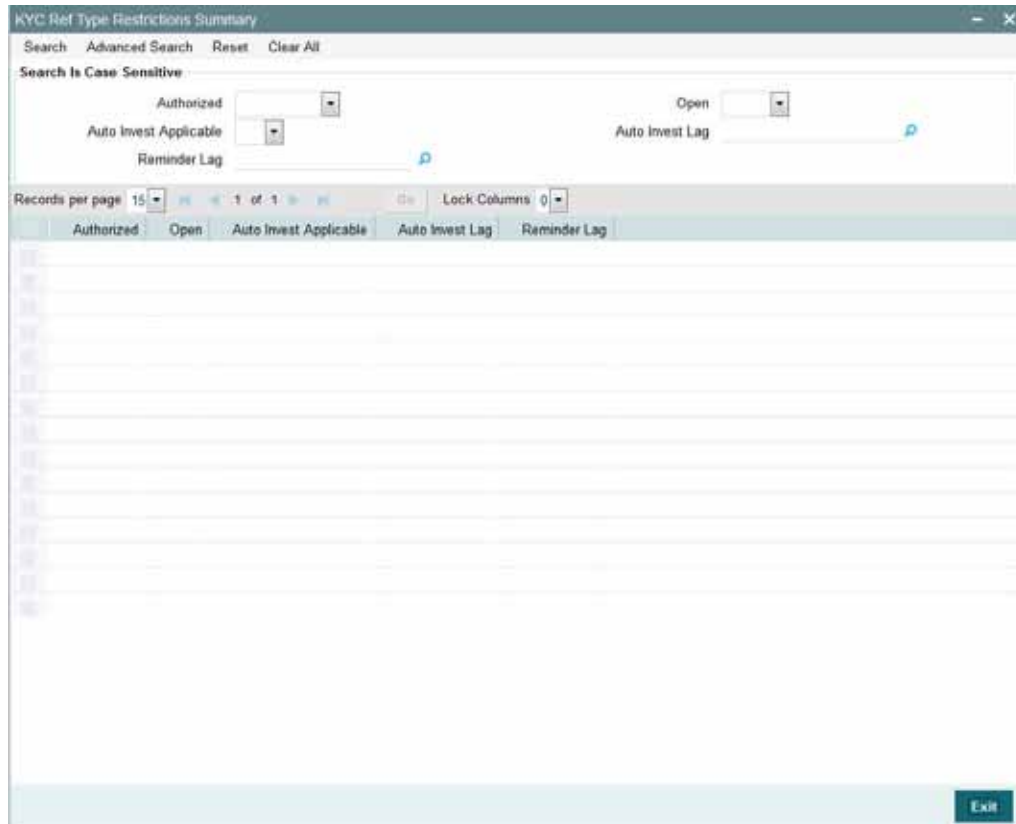 KYC Ref Type Restrictions Summary
Search Advanced Search Reset Clear All
Search Is Case Sensitive
Authorized Open
Auto Invest Applicable Auto Invest Lag
Reminder Lag
Records per page 15 1 of 1 Go Lock Columns 0
Authorized Open Auto Invest Applicable Auto Invest Lag Reminder Lag
Exit